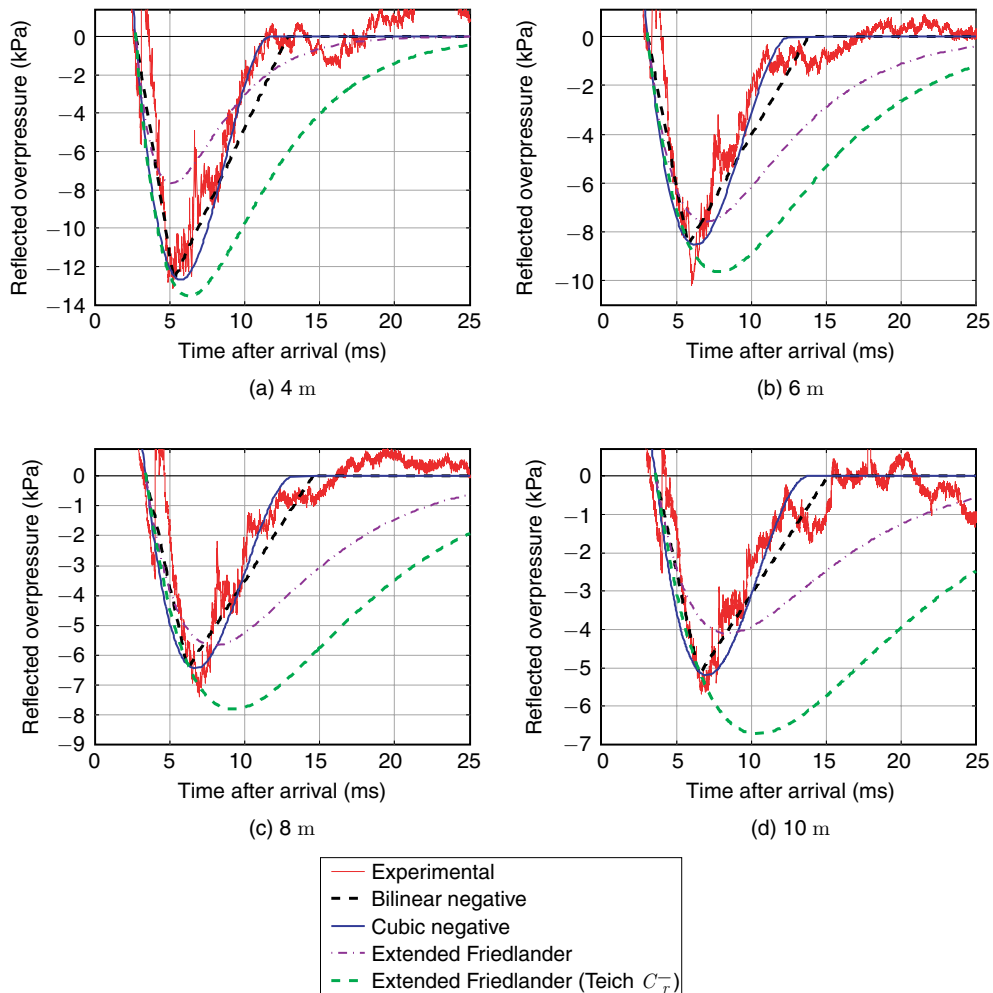 Reflected overpressure (kPa)
0
−2
−4
−6
−8
−10
−12
−14
0 5 10 15 20 25
Time after arrival (ms)
(a) 4 m
Reflected overpressure (kPa)
0
−2
−4
−6
−8
−10
0 5 10 15 20 25
Time after arrival (ms)
(b) 6 m
Reflected overpressure (kPa)
0
−1
−2
−3
−4
−5
−6
−7
−8
−9
0 5 10 15 20 25
Time after arrival (ms)
(c) 8 m
Reflected overpressure (kPa)
0
−1
−2
−3
−4
−5
−6
−7
0 5 10 15 20 25
Time after arrival (ms)
(d) 10 m
Experimental
Bilinear negative
Cubic negative
Extended Friedlander
Extended Friedlander (Teich C⁻ᵣ)